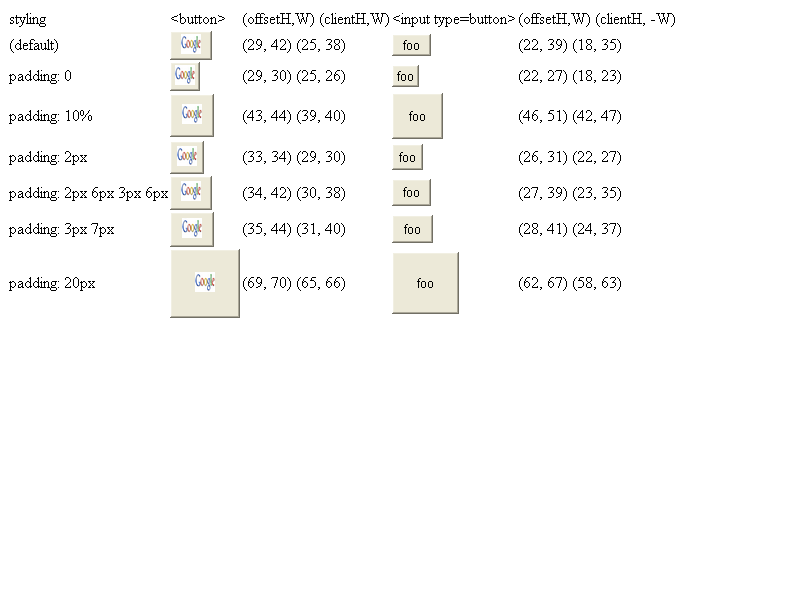 styling <button> (offsetH,W) (clientH,W) <input type=button> (offsetH,W) (clientH, -W)
(default) Google (29, 42) (25, 38) foo (22, 39) (18, 35)
padding: 0 Google (29, 30) (25, 26) foo (22, 27) (18, 23)
padding: 10% Google (43, 44) (39, 40) foo (46, 51) (42, 47)
padding: 2px Google (33, 34) (29, 30) foo (26, 31) (22, 27)
padding: 2px 6px 3px 6px Google (34, 42) (30, 38) foo (27, 39) (23, 35)
padding: 3px 7px Google (35, 44) (31, 40) foo (28, 41) (24, 37)
padding: 20px Google (69, 70) (65, 66) foo (62, 67) (58, 63)